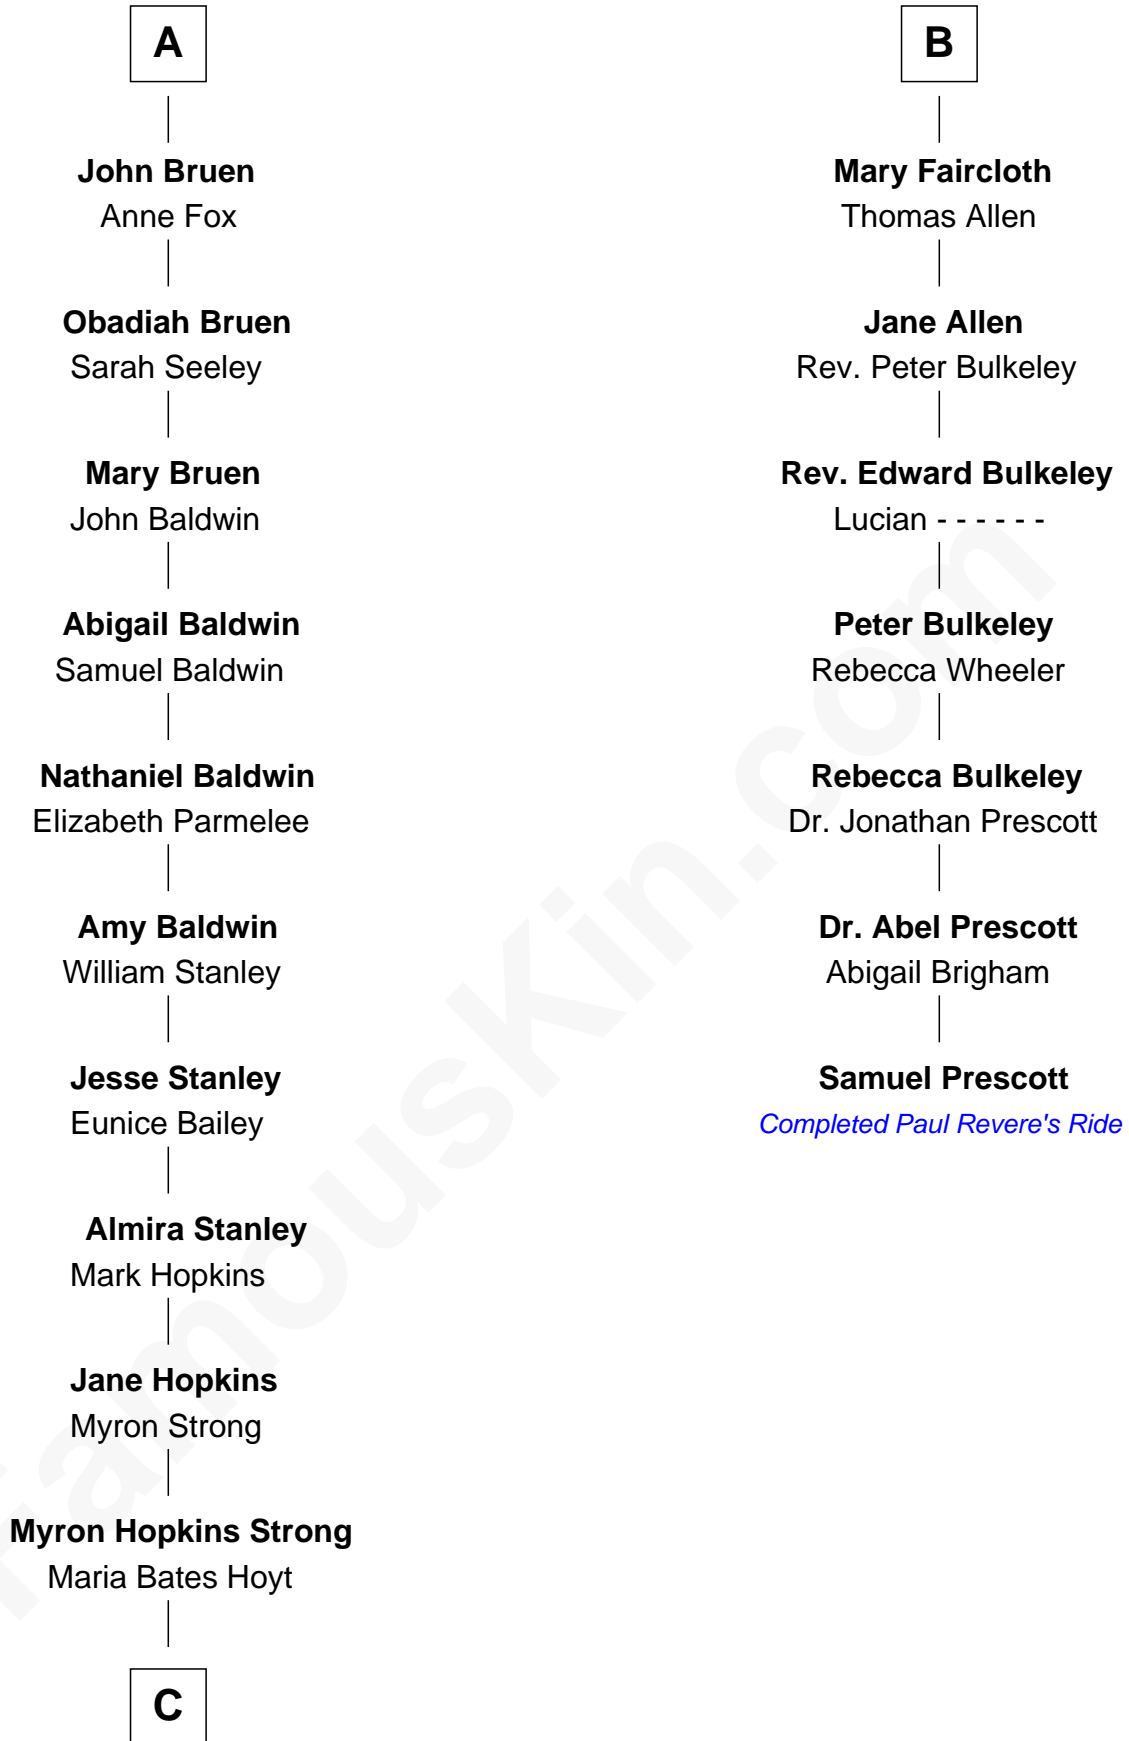 A
John Bruen
Anne Fox
Obadiah Bruen
Sarah Seeley
Mary Bruen
John Baldwin
Abigail Baldwin
Samuel Baldwin
Nathaniel Baldwin
Elizabeth Parmelee
Amy Baldwin
William Stanley
Jesse Stanley
Eunice Bailey
Almira Stanley
Mark Hopkins
Jane Hopkins
Myron Strong
Myron Hopkins Strong
Maria Bates Hoyt
C
B
Mary Faircloth
Thomas Allen
Jane Allen
Rev. Peter Bulkeley
Rev. Edward Bulkeley
Lucian - - - - - -
Peter Bulkeley
Rebecca Wheeler
Rebecca Bulkeley
Dr. Jonathan Prescott
Dr. Abel Prescott
Abigail Brigham
Samuel Prescott
Completed Paul Revere's Ride
FamousKin.com